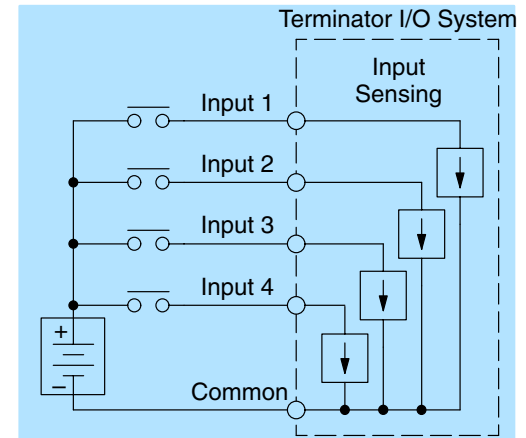 Terminator I/O System
Input
Sensing
Input 1
Input 2
Input 3
Input 4
+
–
Common